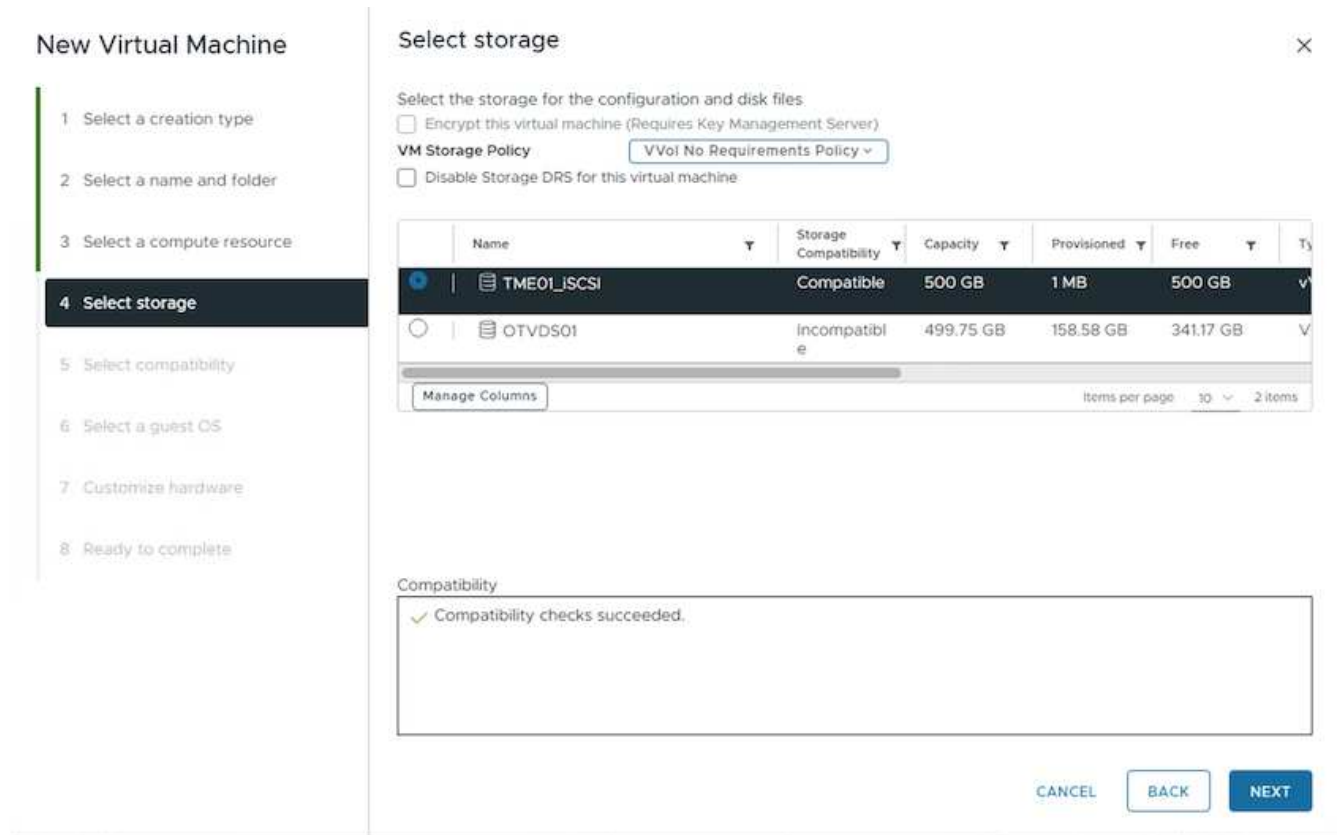 New Virtual Machine
1 Select a creation type
2 Select a name and folder
3 Select a compute resource
4 Select storage
5 Select compatibility
6 Select a guest OS
7 Customize hardware
8 Ready to complete
Select storage
Select the storage for the configuration and disk files
Encrypt this virtual machine (Requires Key Management Server)
VM Storage Policy VVol No Requirements Policy
Disable Storage DRS for this virtual machine
Name Storage Compatibility Capacity Provisioned Free Ty
TME01_iSCSI Compatible 500 GB 1 MB 500 GB v
OTVDS01 Incompatibl 499.75 GB 158.58 GB 341.17 GB V
e
Manage Columns Items per page 10 2 items
Compatibility
Compatibility checks succeeded.
CANCEL BACK NEXT